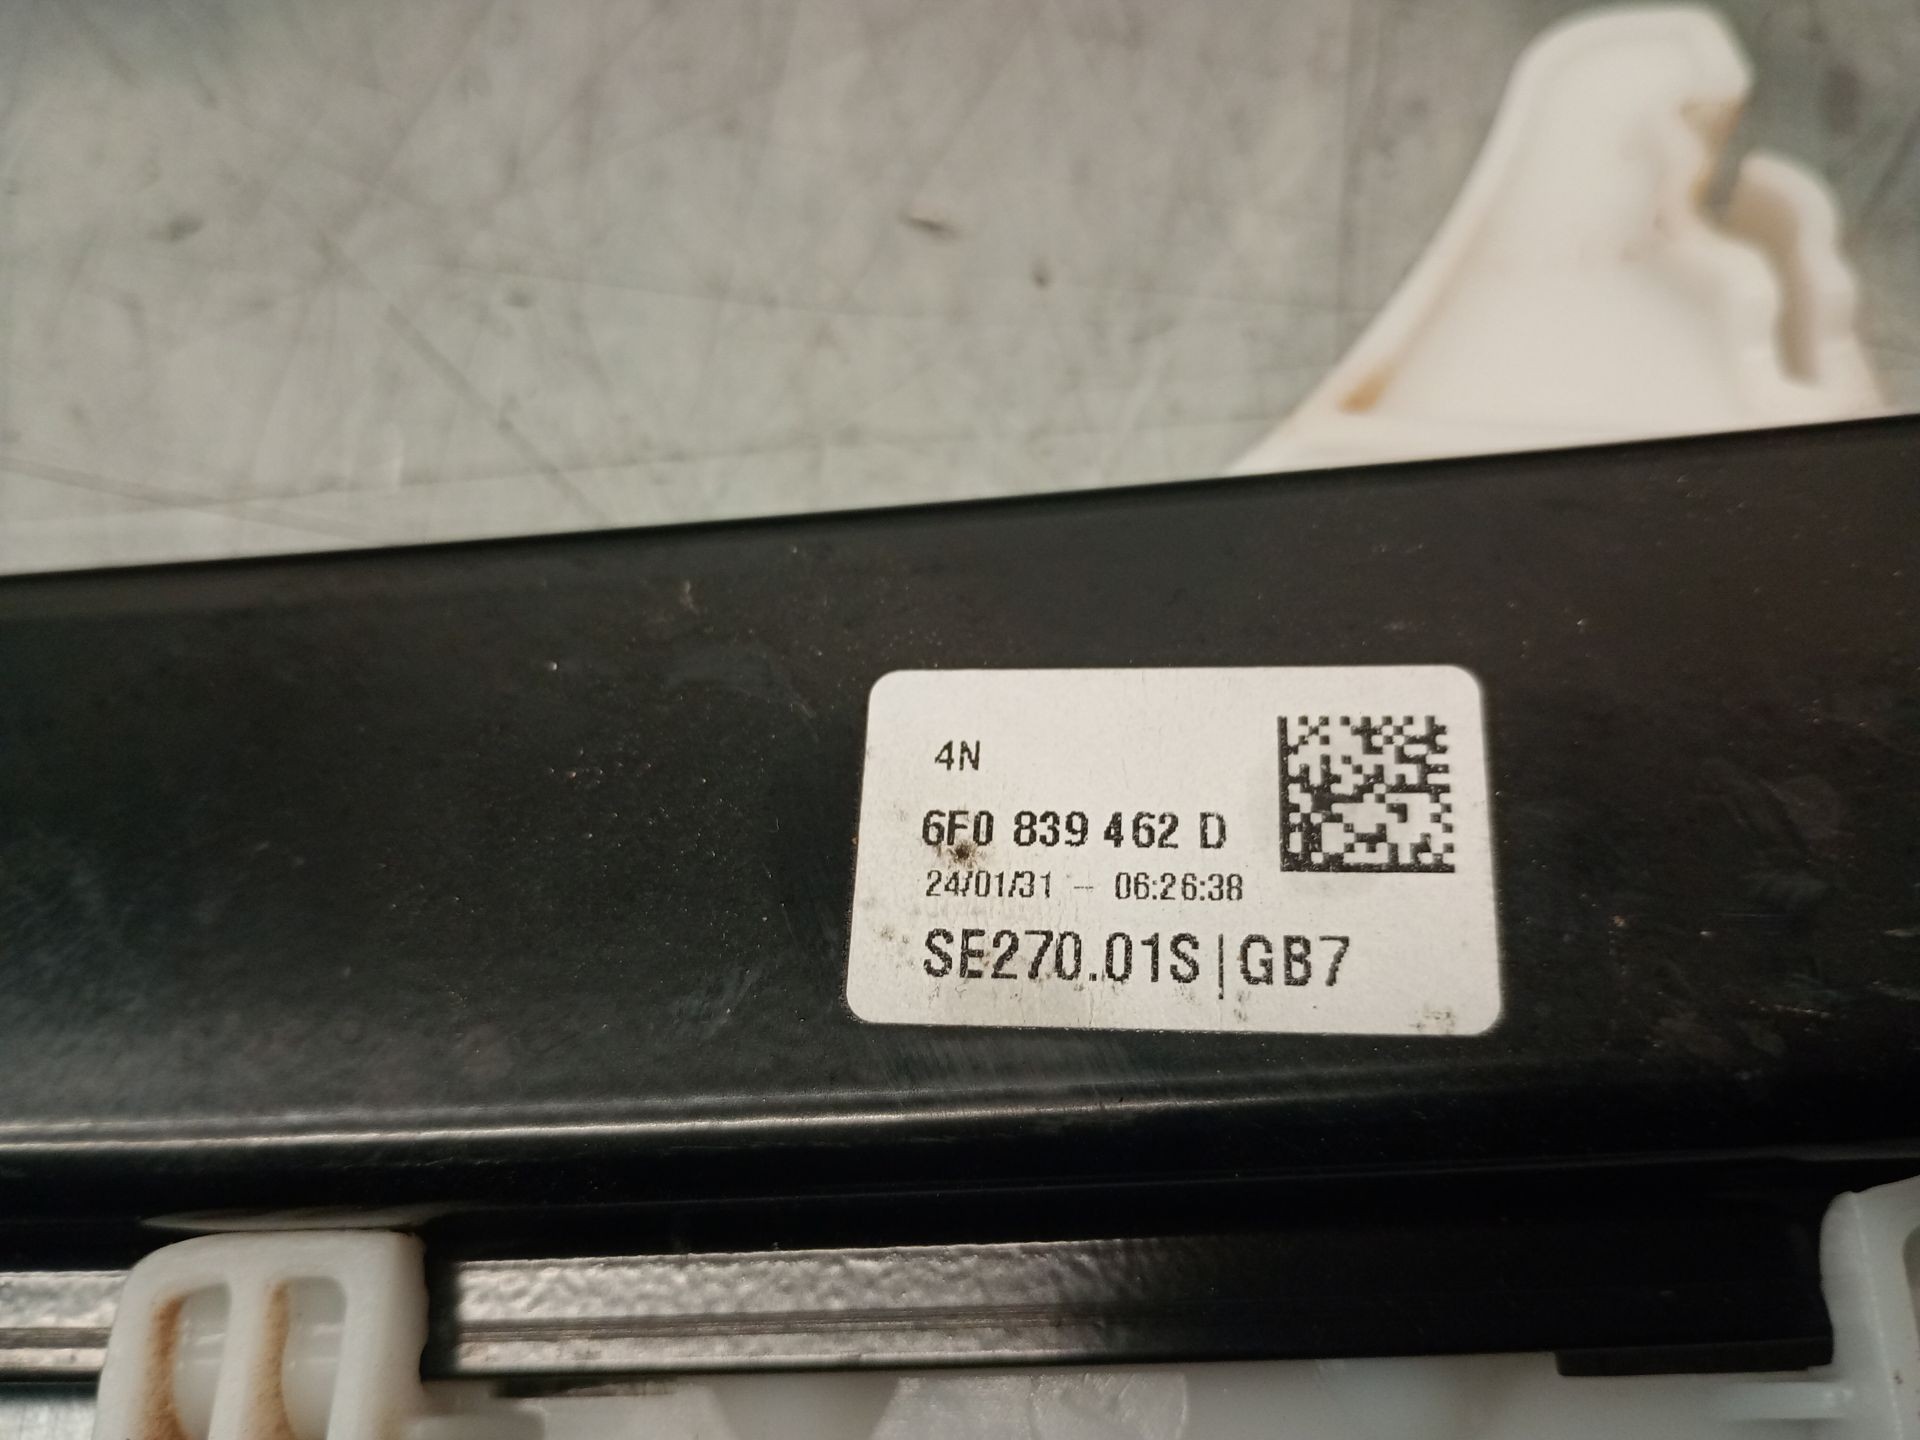 4N
6F0 839 462 D
24/01/31 - 06:26:38
SE270.01S|GB7